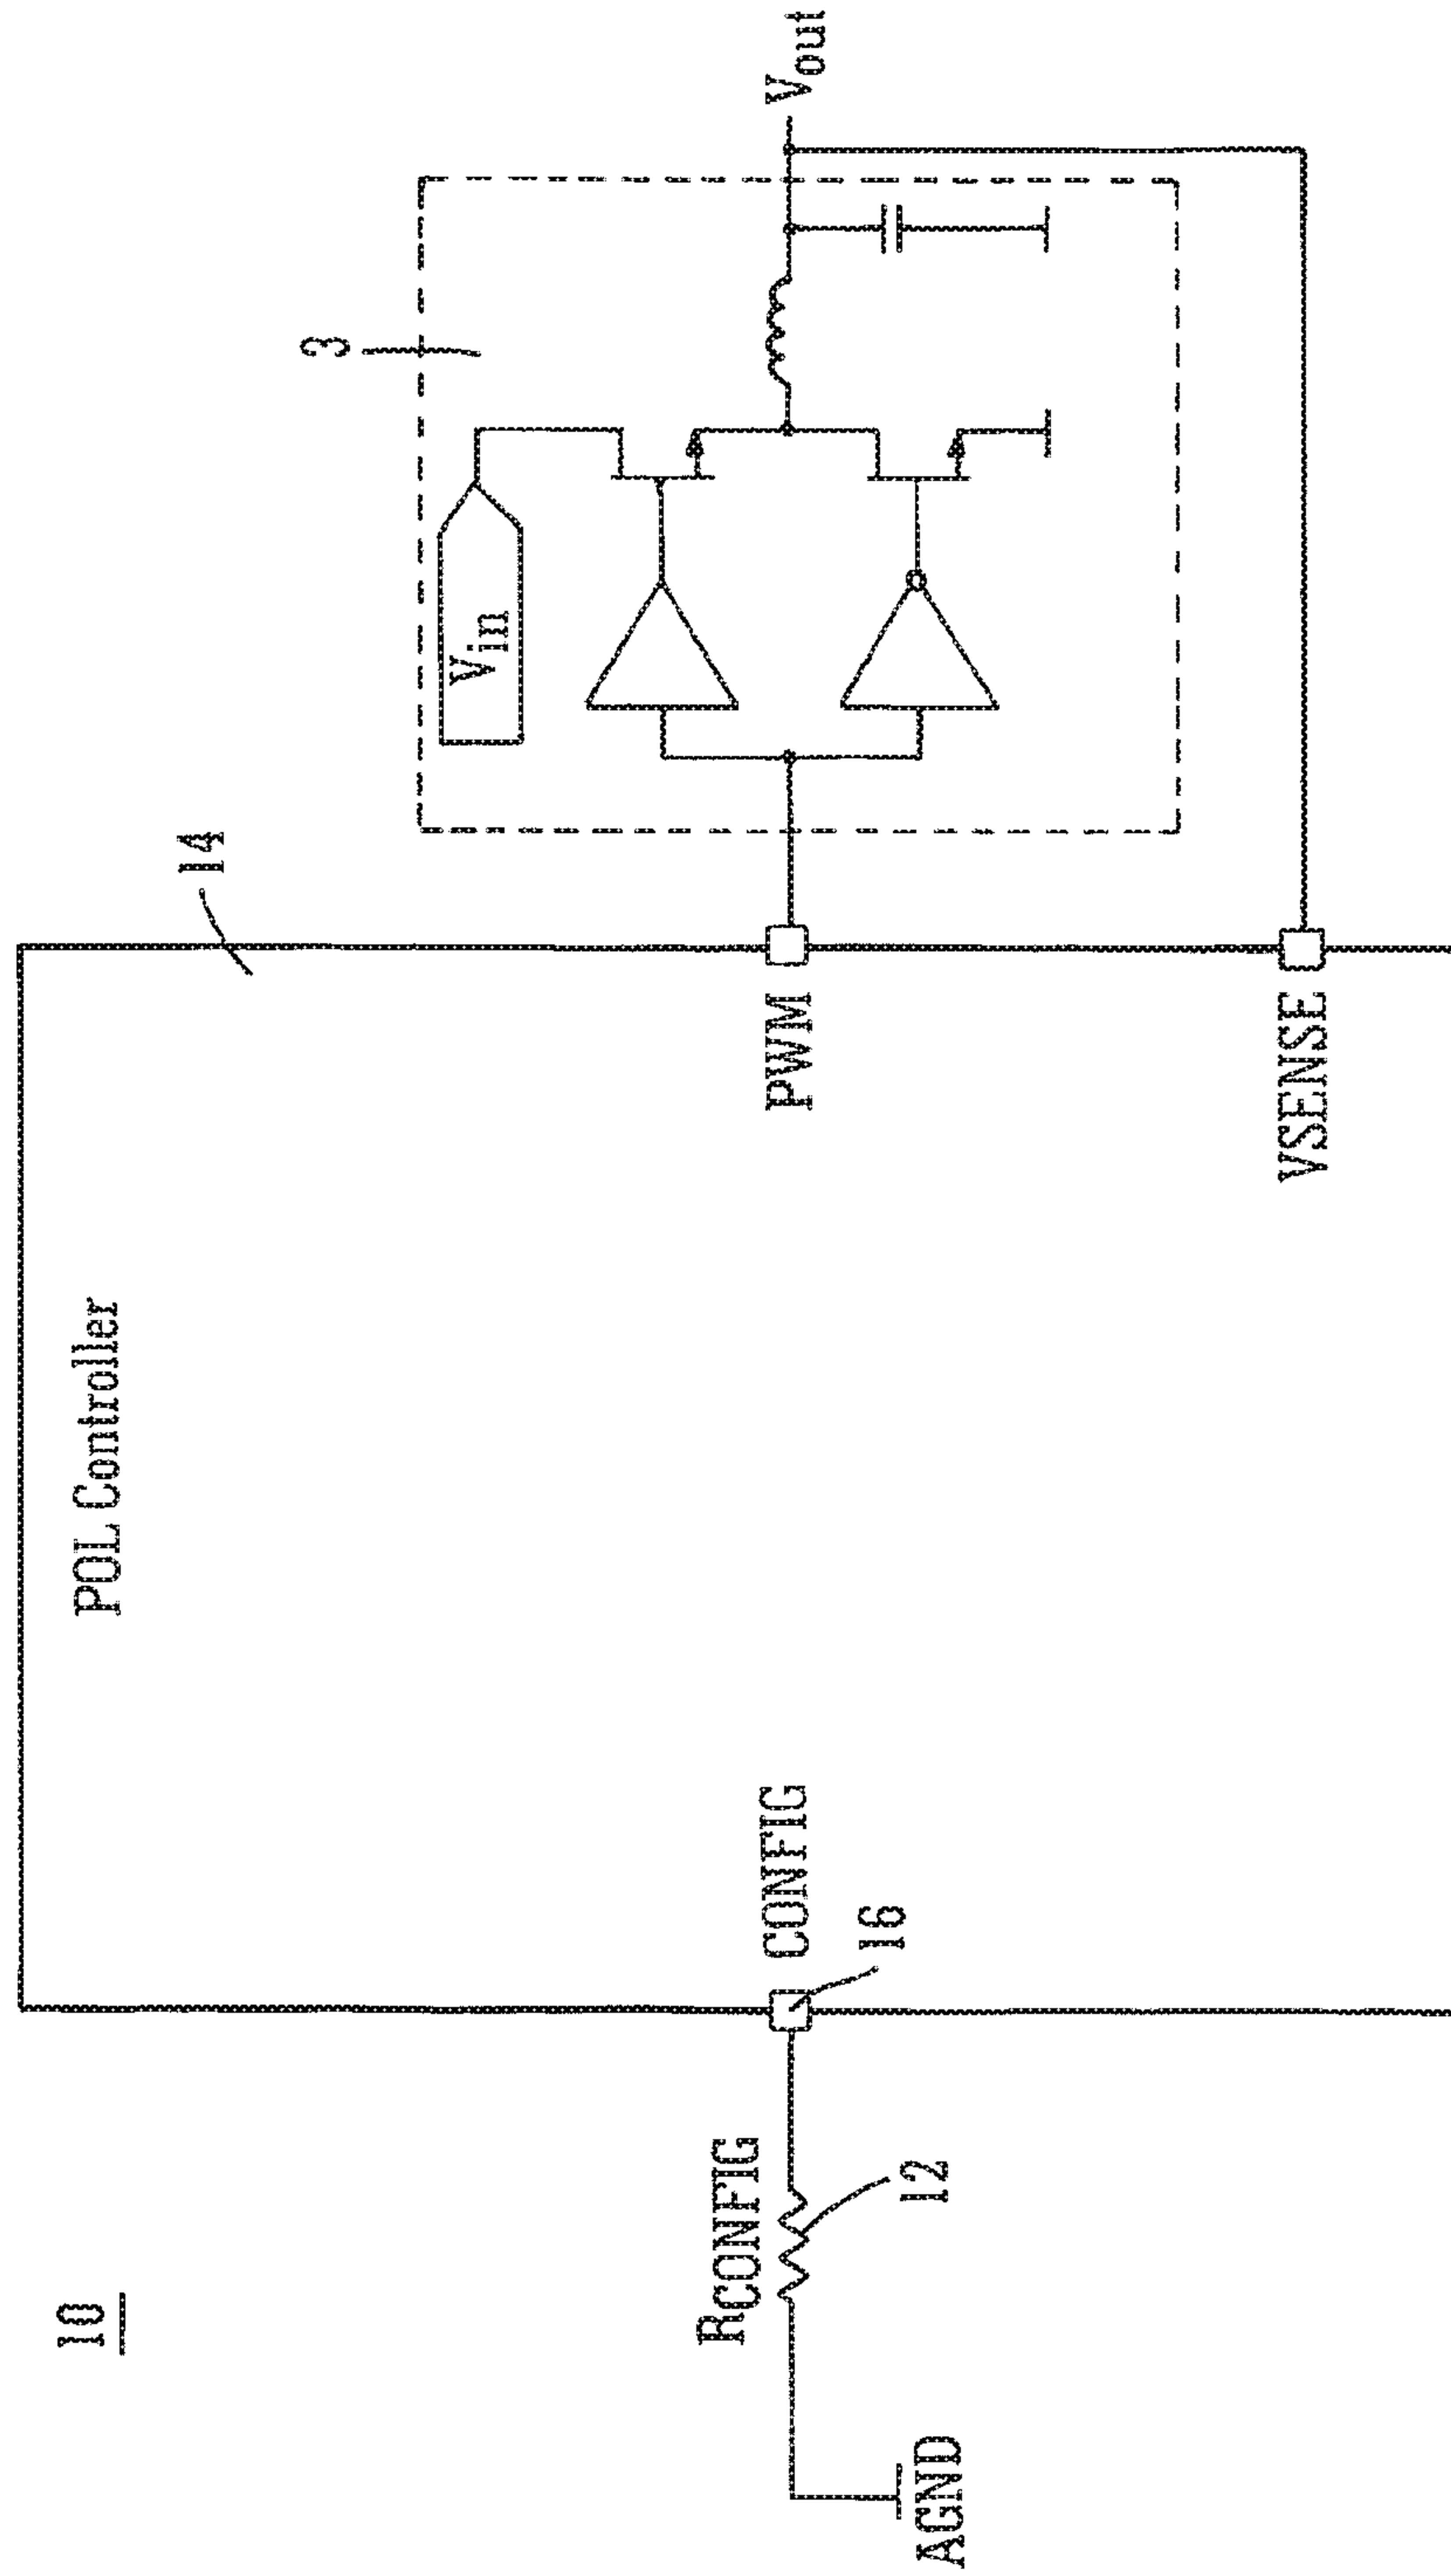 10
POL Controller
14
3
Vin
RCONFIG
12
AGND
CONFIG
16
PWM
Vout
VSENSE